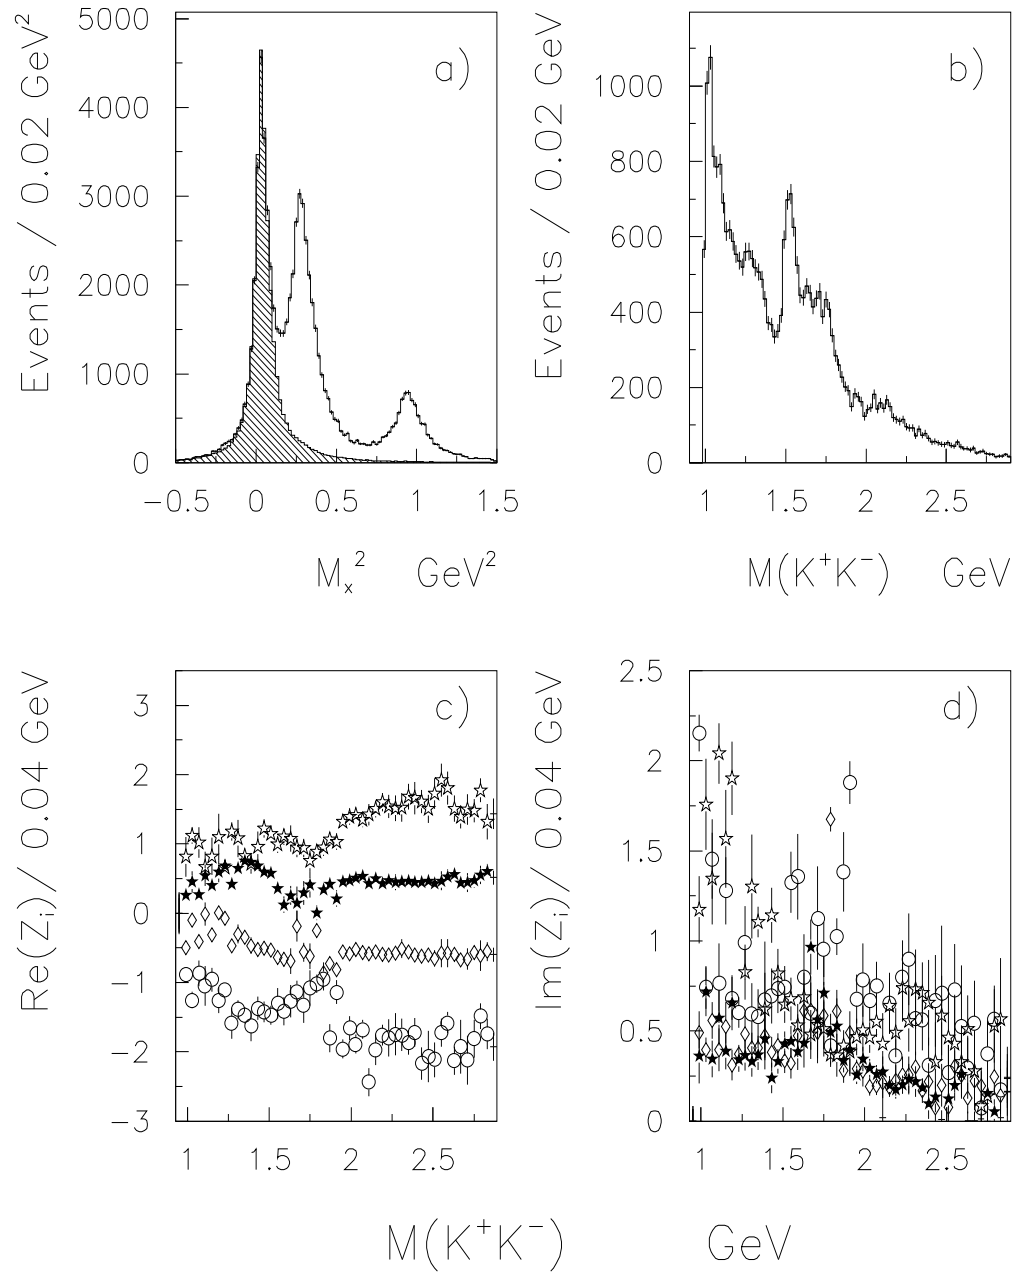 Events / 0.02 GeV²
5000
4000
3000
2000
1000
0
a)
−0.5 0 0.5 1 1.5
Mₓ² GeV²
Events / 0.02 GeV
1000
800
600
400
200
0
b)
1 1.5 2 2.5
M(K⁺K⁻) GeV
Re(Zᵢ)/ 0.04 GeV
3
2
1
0
−1
−2
−3
c)
1 1.5 2 2.5
Im(Zᵢ)/ 0.04 GeV
2.5
2
1.5
1
0.5
0
d)
1 1.5 2 2.5
M(K⁺K⁻) GeV